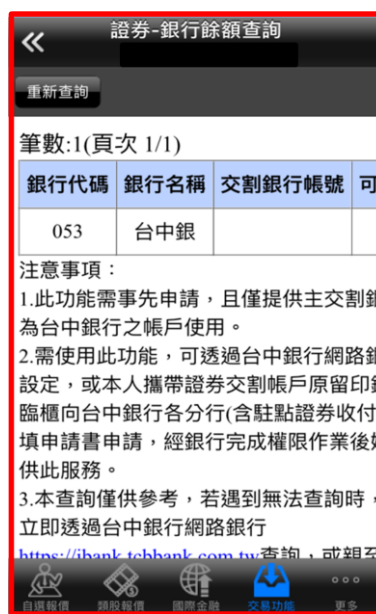 證券-銀行餘額查詢
重新查詢
筆數:1(頁次 1/1)
銀行代碼 銀行名稱 交割銀行帳號 可
053 台中銀
注意事項：
1.此功能需事先申請，且僅提供主交割銀
為台中銀行之帳戶使用。
2.需使用此功能，可透過台中銀行網路銀
設定，或本人攜帶證券交割帳戶原留印鑑
臨櫃向台中銀行各分行(含駐點證券收付
填申請書申請，經銀行完成權限作業後始
供此服務。
3.本查詢僅供參考，若遇到無法查詢時，
立即透過台中銀行網路銀行
https://ibank.tcbbank.com.tw查詢，或親至
自選報價 類股報價 國際金融 交易功能 更多